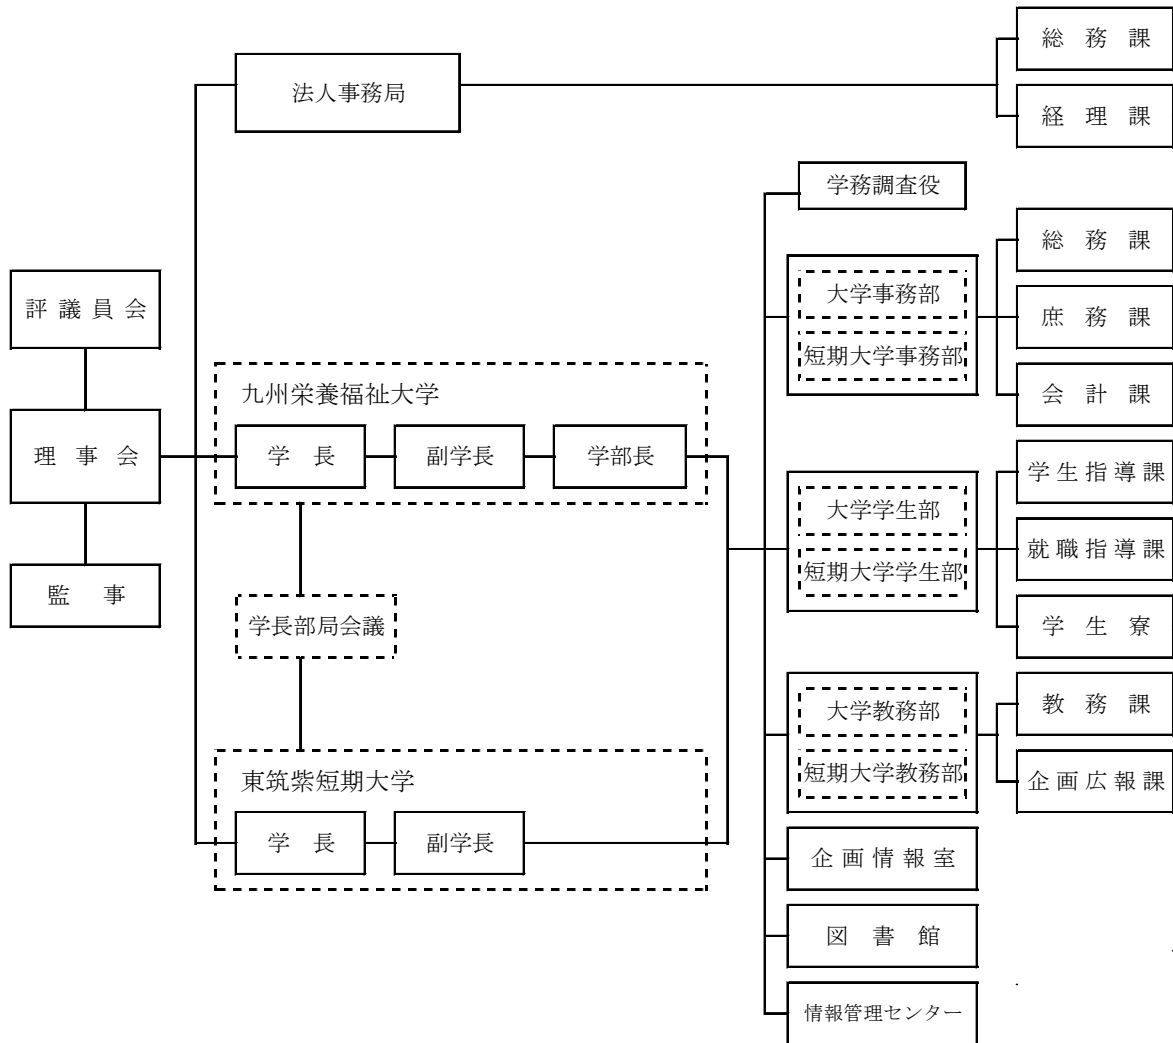 総務課
法人事務局
経理課
学務調査役
総務課
大学事務部
評議員会
庶務課
短期大学事務部
九州栄養福祉大学
会計課
理事会
学長
副学長
学部長
学生指導課
大学学生部
就職指導課
短期大学学生部
監事
学長部局会議
学生寮
教務課
大学教務部
東筑紫短期大学
短期大学教務部
企画広報課
学長
副学長
企画情報室
図書館
情報管理センター